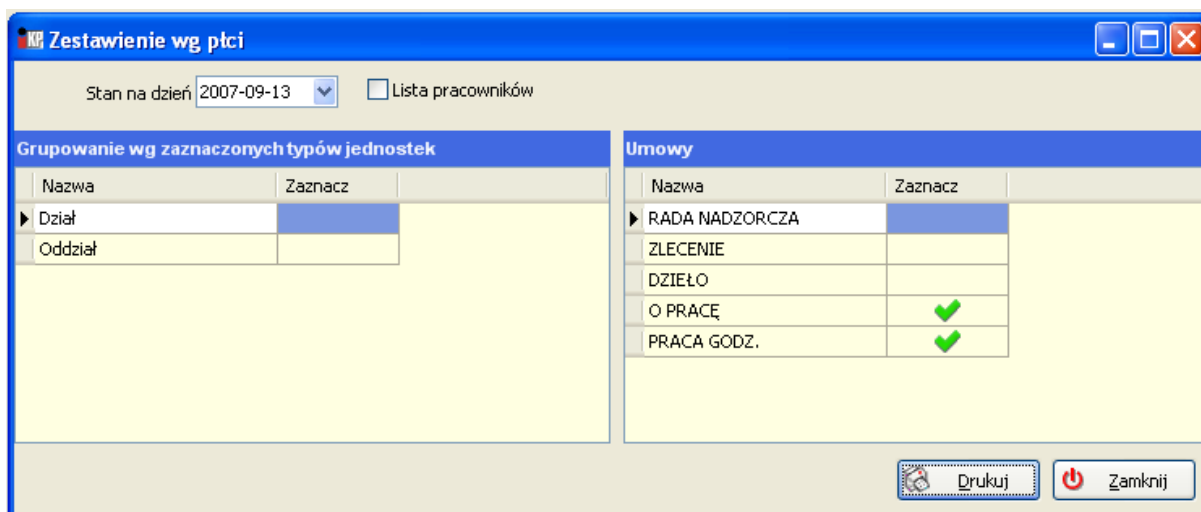 KP Zestawienie wg płci
Stan na dzień 2007-09-13 Lista pracowników
Grupowanie wg zaznaczonych typów jednostek
Nazwa Zaznacz
Dział
Oddział
Umowy
Nazwa Zaznacz
RADA NADZORCZA
ZLECENIE
DZIEŁO
O PRACĘ
PRACA GODZ.
Drukuj Zamknij